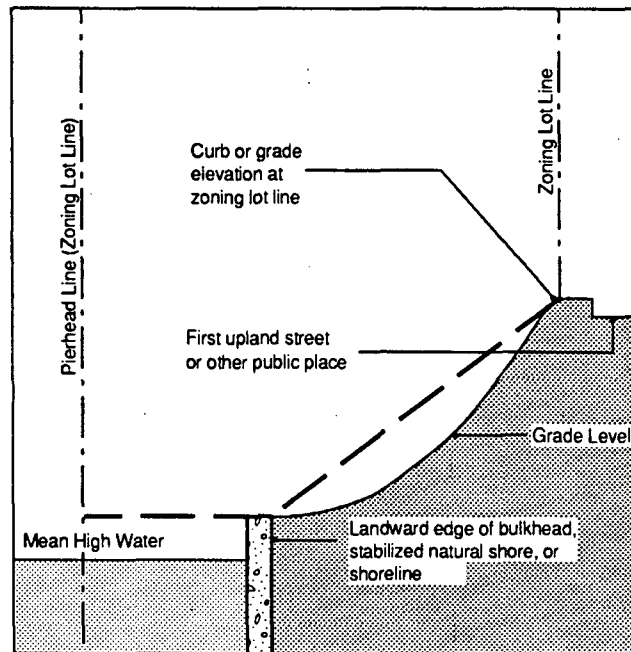 Pierhead Line (Zoning Lot Line)
Zoning Lot Line
Curb or grade
elevation at
zoning lot line
First upland street
or other public place
Grade Level
Mean High Water
Landward edge of bulkhead,
stabilized natural shore, or
shoreline